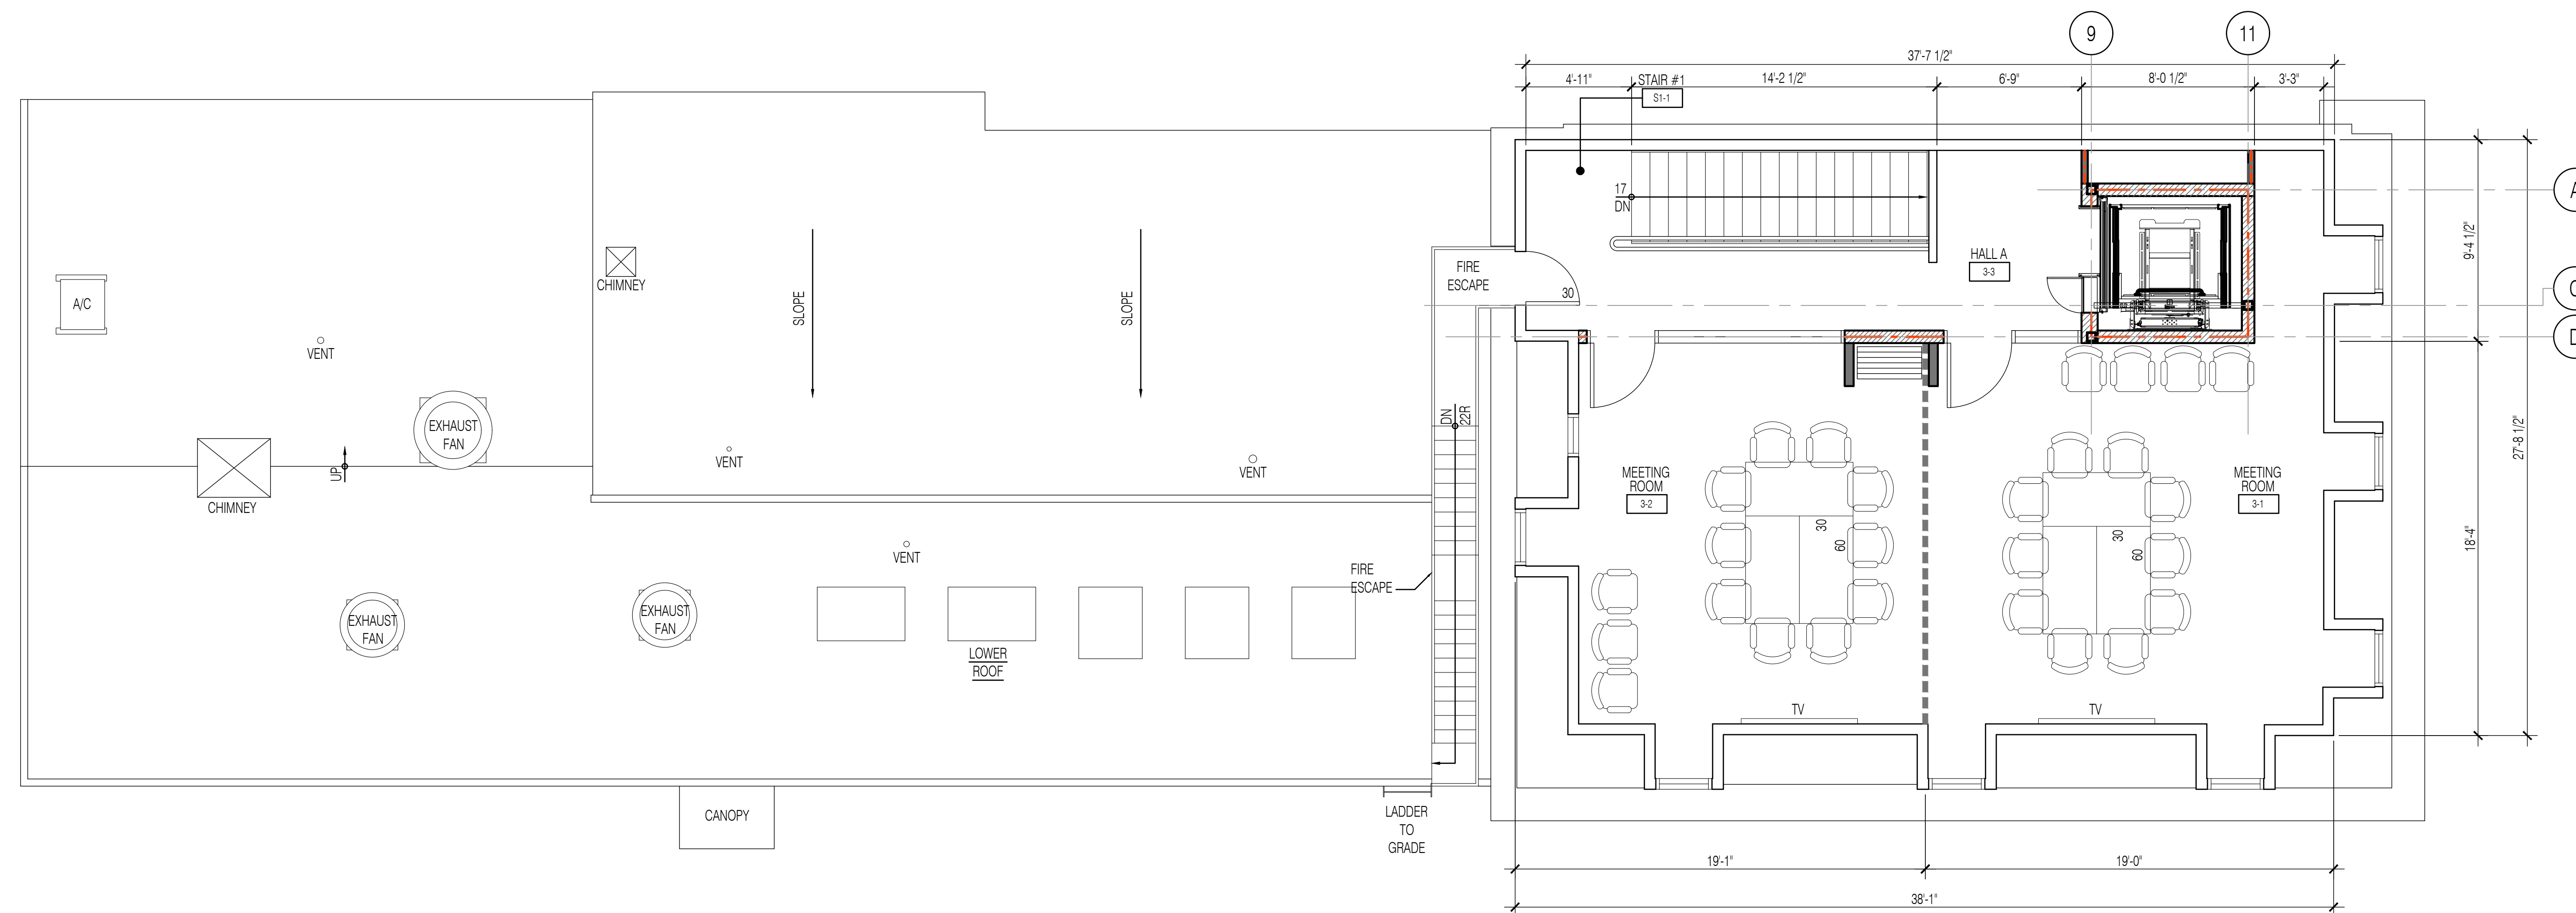 9
11
37'-7 1/2"
4'-11"
STAIR #1
14'-2 1/2"
6'-9"
8'-0 1/2"
3'-3"
S1-1
17
DN
HALL A
3-3
A
9'-4 1/2"
FIRE
ESCAPE
30
D
CHIMNEY
A/C
VENT
SLOPE
SLOPE
EXHAUST
FAN
CHIMNEY
UP
VENT
VENT
DN
22R
MEETING
ROOM
3-2
30
60
MEETING
ROOM
3-1
30
60
27'-8 1/2"
18'-4"
VENT
FIRE
ESCAPE
EXHAUST
FAN
EXHAUST
FAN
LOWER
ROOF
TV
TV
CANOPY
LADDER
TO
GRADE
19'-1"
19'-0"
38'-1"